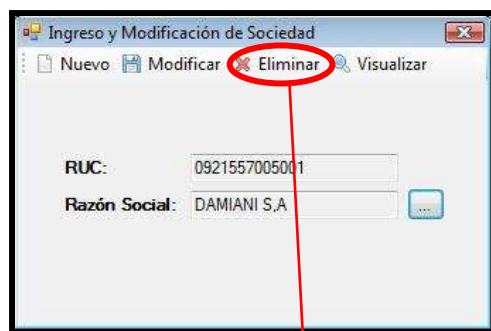 Ingreso y Modificación de Sociedad
Nuevo Modificar Eliminar Visualizar
RUC: 0921557005001
Razón Social: DAMIANI S,A ...